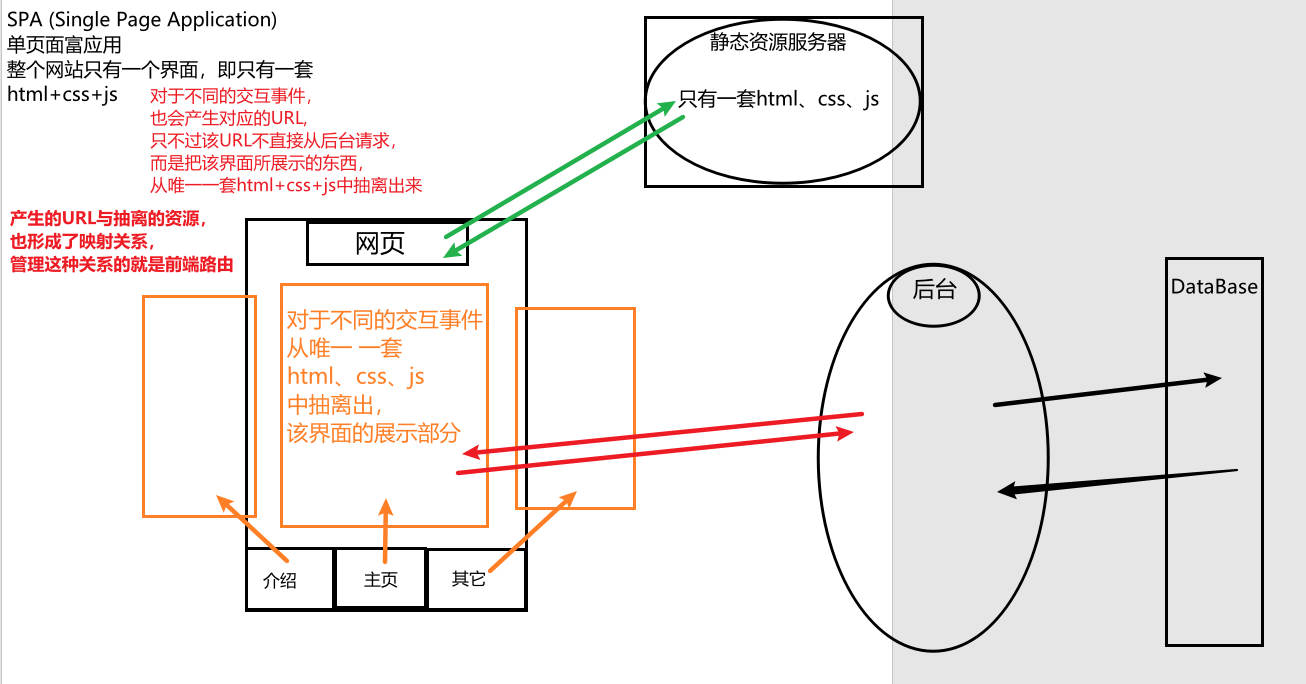 SPA (Single Page Application)
单页面富应用
整个网站只有一个界面，即只有一套
html+css+js
对于不同的交互事件，
也会产生对应的URL,
只不过该URL不直接从后台请求，
而是把该界面所展示的东西，
从唯一一套html+css+js中抽离出来
产生的URL与抽离的资源，
也形成了映射关系，
管理这种关系的就是前端路由
静态资源服务器
只有一套html、css、js
网页
对于不同的交互事件
从唯一 一套
html、css、js
中抽离出，
该界面的展示部分
介绍
主页
其它
后台
DataBase